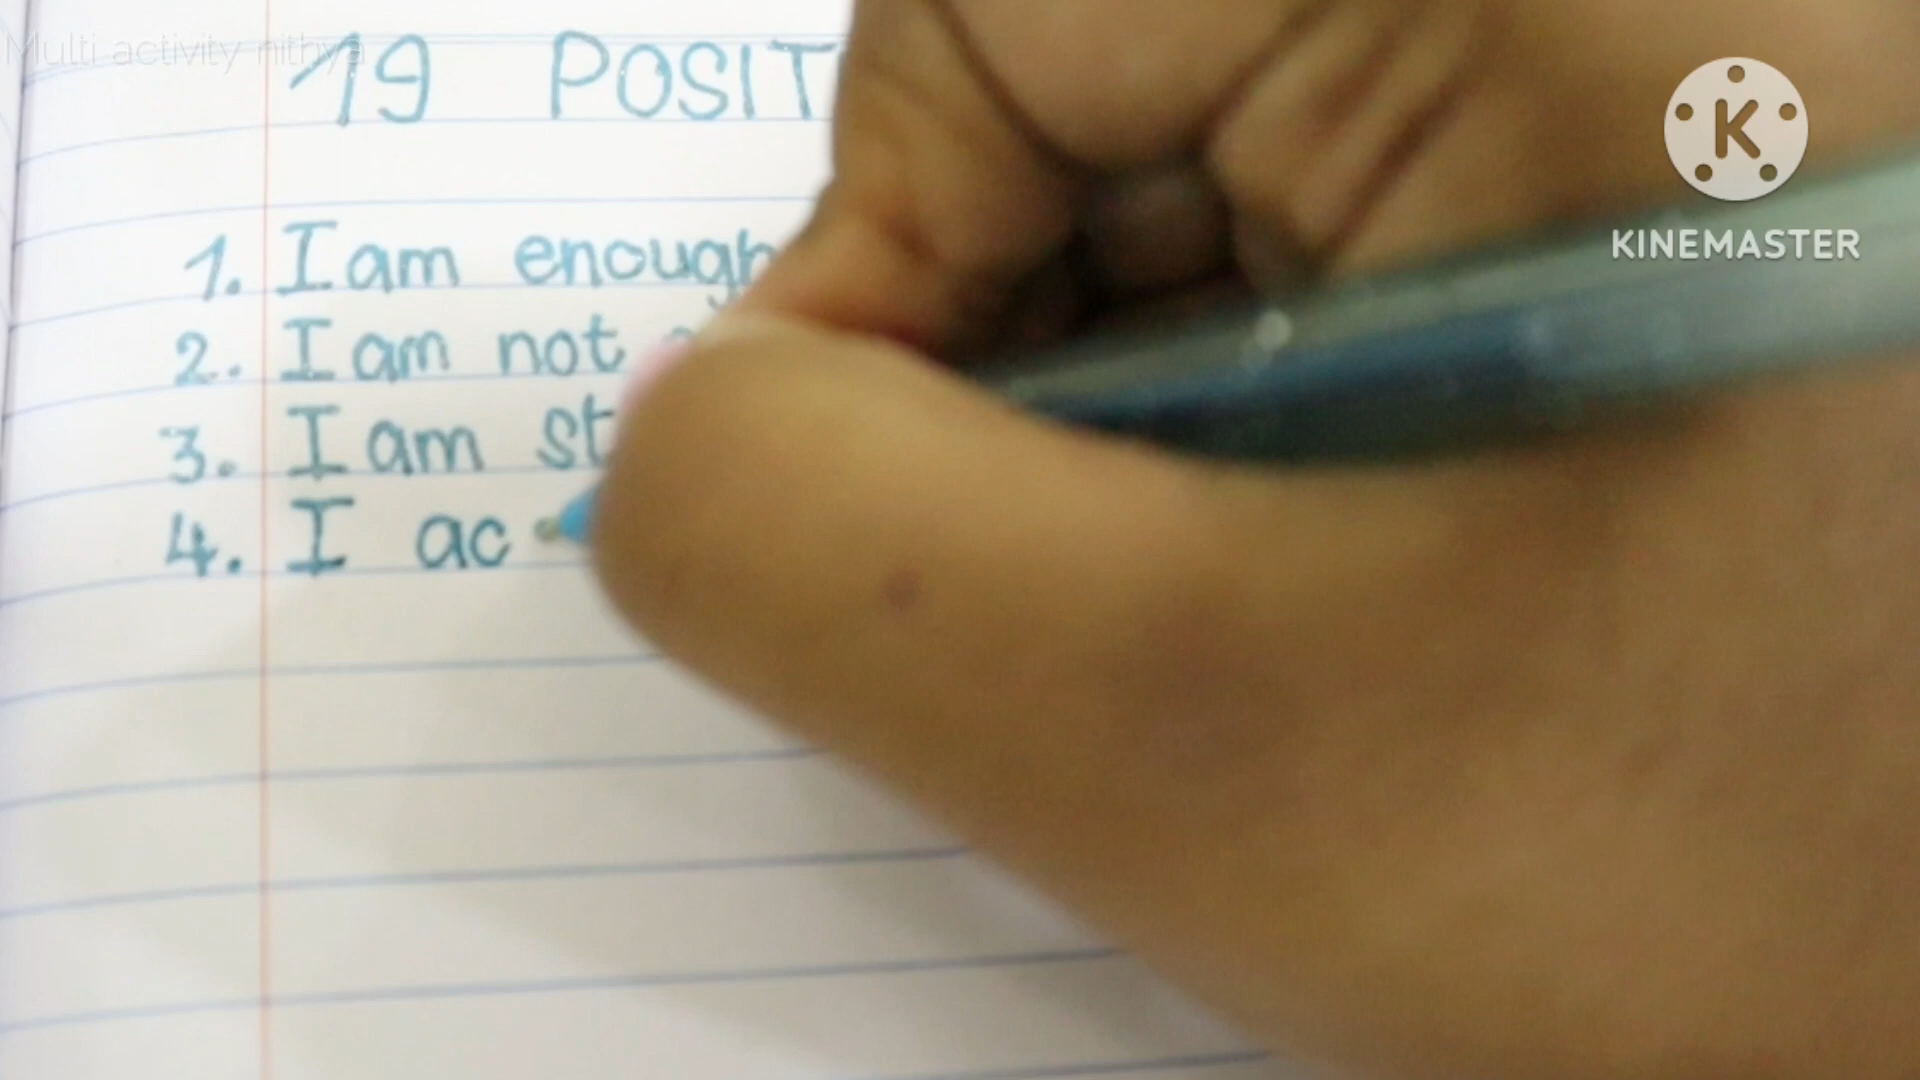 Multi activity nithya
19 POSIT
K
KINEMASTER
1. I am enough
2. I am not
3. I am st
4. I ac